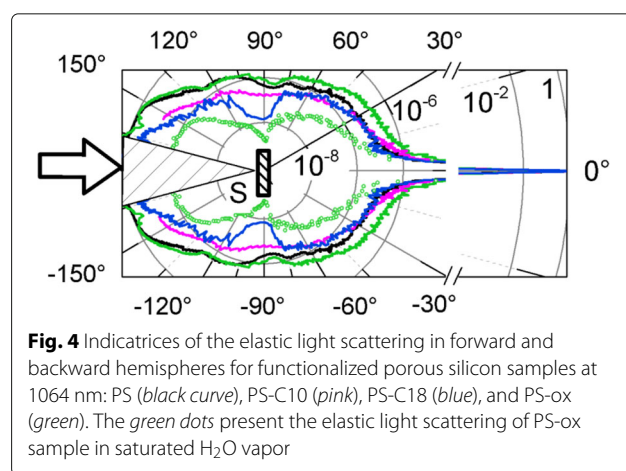 120° 90° 60° 30°
150°
10⁻⁶ 10⁻² 1
S 10⁻⁸ 0°
-150°
-120° -90° -60° -30°
Fig. 4 Indicatrices of the elastic light scattering in forward and
backward hemispheres for functionalized porous silicon samples at
1064 nm: PS (black curve), PS-C10 (pink), PS-C18 (blue), and PS-ox
(green). The green dots present the elastic light scattering of PS-ox
sample in saturated H₂O vapor